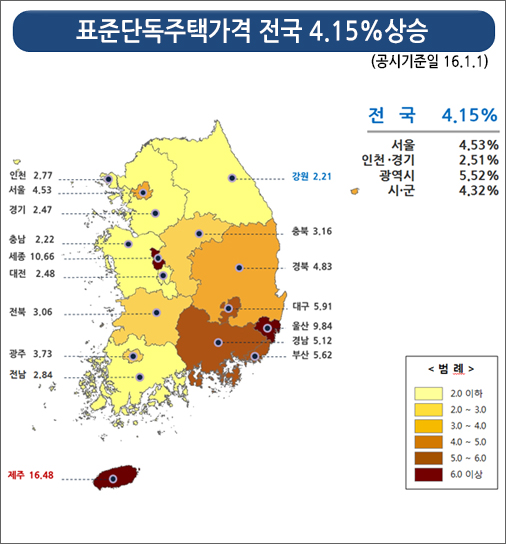 표준단독주택가격 전국 4.15%상승
(공시기준일 16.1.1)
전 국 4.15%
서울 4,53%
인천·경기 2,51%
광역시 5,52%
시·군 4,32%
인천 2.77
서울 4.53
경기 2.47
충남 2.22
세종 10.66
대전 2.48
전북 3.06
광주 3.73
전남 2.84
제주 16.48
강원 2.21
충북 3.16
경북 4.83
대구 5.91
울산 9.84
경남 5.12
부산 5.62
< 범 례 >
2.0 이하
2.0 ~ 3.0
3.0 ~ 4.0
4.0 ~ 5.0
5.0 ~ 6.0
6.0 이상